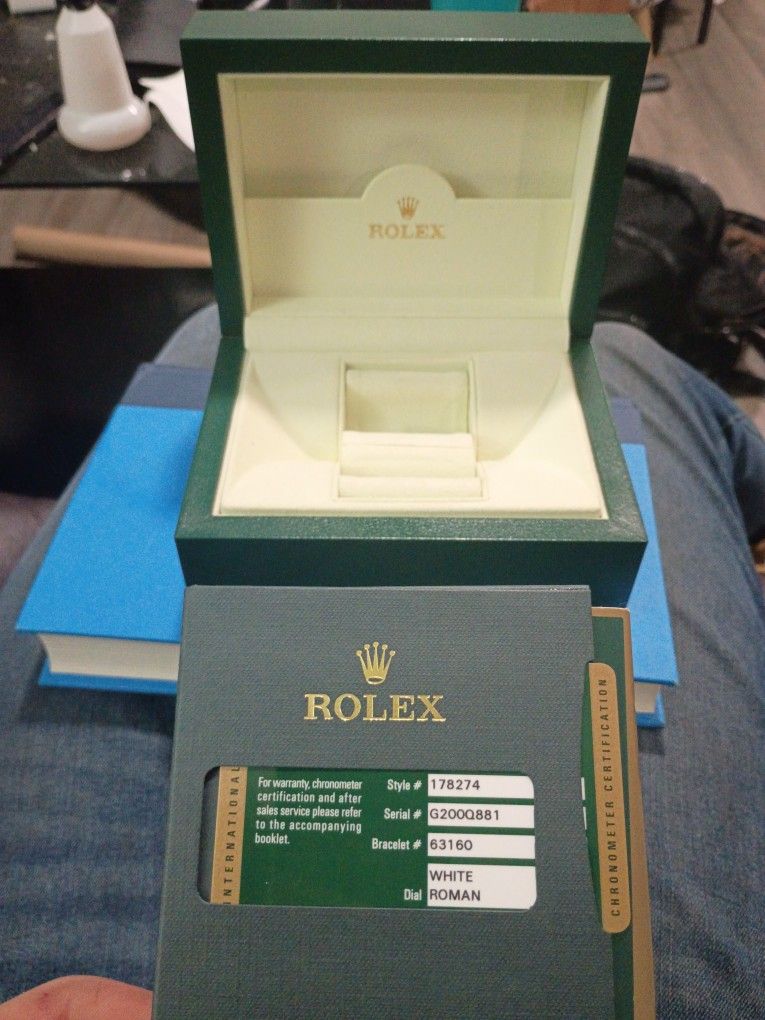 ROLEX
ROLEX
INTERNATIONAL
For warranty, chronometer
certification and after
sales service please refer
to the accompanying
booklet.
Style # 178274
Serial # G200Q881
Bracelet # 63160
WHITE
Dial ROMAN
CHRONOMETER CERTIFICATION